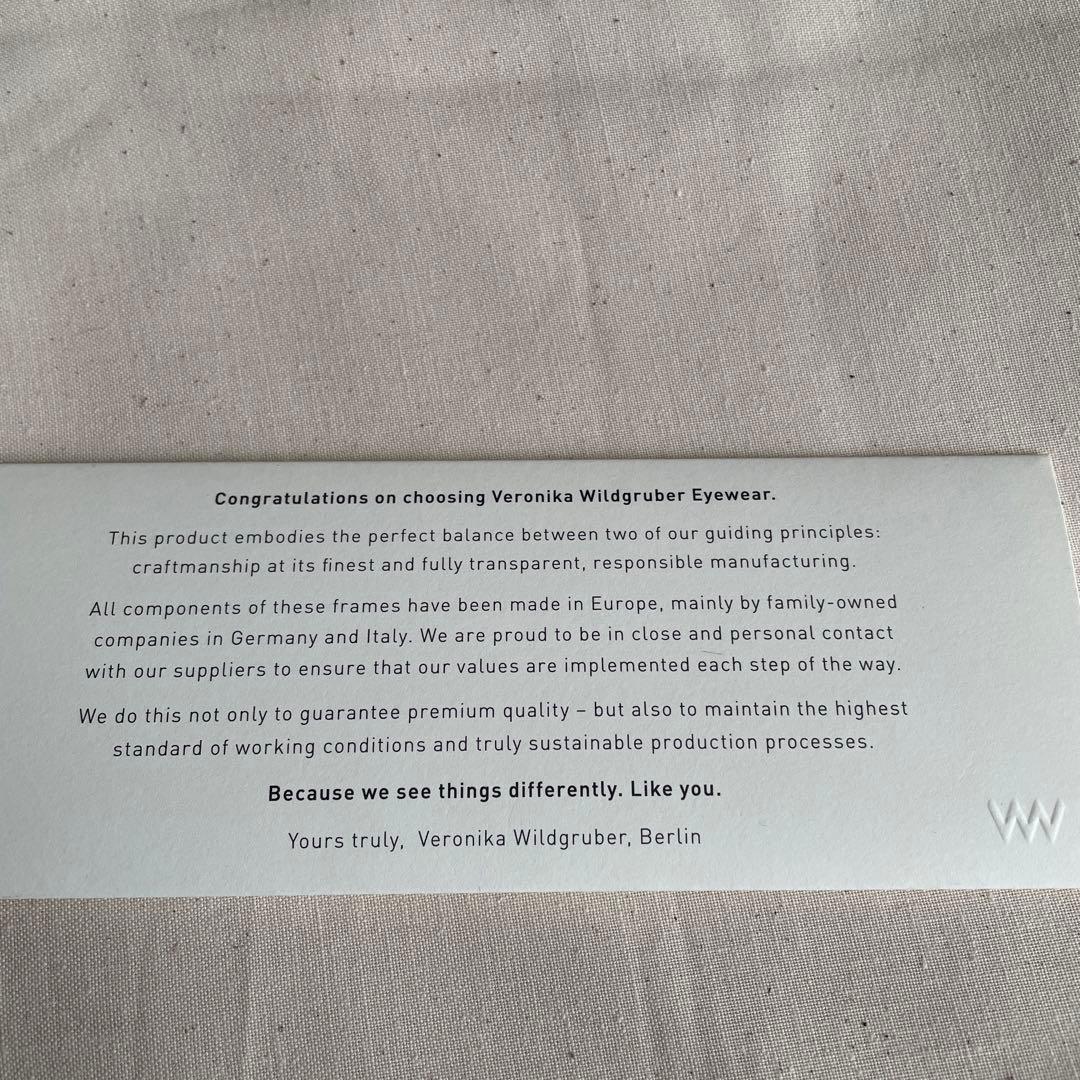 Congratulations on choosing Veronika Wildgruber Eyewear.
This product embodies the perfect balance between two of our guiding principles:
craftmanship at its finest and fully transparent, responsible manufacturing.
All components of these frames have been made in Europe, mainly by family-owned
companies in Germany and Italy. We are proud to be in close and personal contact
with our suppliers to ensure that our values are implemented each step of the way.
We do this not only to guarantee premium quality – but also to maintain the highest
standard of working conditions and truly sustainable production processes.
Because we see things differently. Like you.
Yours truly, Veronika Wildgruber, Berlin
VW